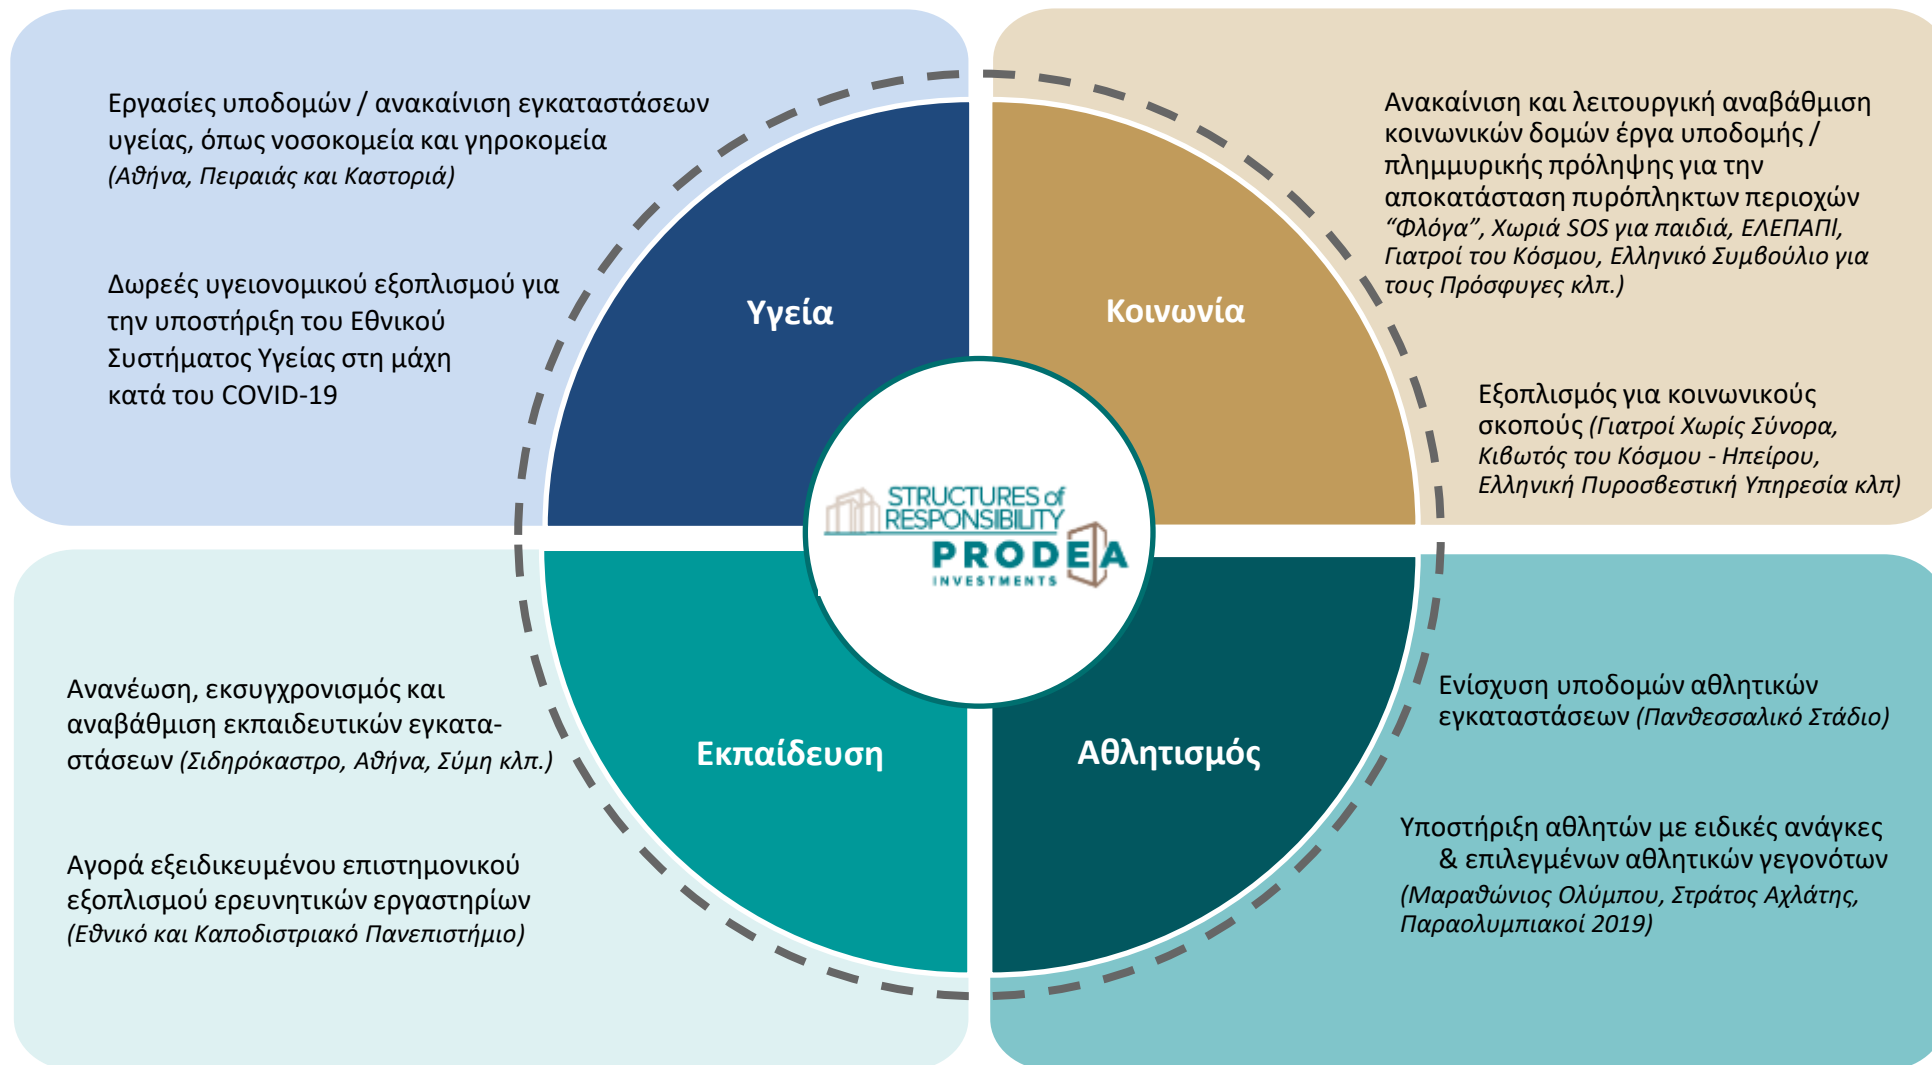 Εργασίες υποδομών / ανακαίνιση εγκαταστάσεων
υγείας, όπως νοσοκομεία και γηροκομεία
(Αθήνα, Πειραιάς και Καστοριά)
Δωρεές υγειονομικού εξοπλισμού για
την υποστήριξη του Εθνικού
Συστήματος Υγείας στη μάχη
κατά του COVID-19
Υγεία
Κοινωνία
Ανακαίνιση και λειτουργική αναβάθμιση
κοινωνικών δομών έργα υποδομής /
πλημμυρικής πρόληψης για την
αποκατάσταση πυρόπληκτων περιοχών
“Φλόγα”, Χωριά SOS για παιδιά, ΕΛΕΠΑΠΙ,
Γιατροί του Κόσμου, Ελληνικό Συμβούλιο για
τους Πρόσφυγες κλπ.)
Εξοπλισμός για κοινωνικούς
σκοπούς (Γιατροί Χωρίς Σύνορα,
Κιβωτός του Κόσμου - Ηπείρου,
Ελληνική Πυροσβεστική Υπηρεσία κλπ)
STRUCTURES of
RESPONSIBILITY
PRODEA
INVESTMENTS
Ανανέωση, εκσυγχρονισμός και
αναβάθμιση εκπαιδευτικών εγκατα-
στάσεων (Σιδηρόκαστρο, Αθήνα, Σύμη κλπ.)
Αγορά εξειδικευμένου επιστημονικού
εξοπλισμού ερευνητικών εργαστηρίων
(Εθνικό και Καποδιστριακό Πανεπιστήμιο)
Εκπαίδευση
Αθλητισμός
Ενίσχυση υποδομών αθλητικών
εγκαταστάσεων (Πανθεσσαλικό Στάδιο)
Υποστήριξη αθλητών με ειδικές ανάγκες
& επιλεγμένων αθλητικών γεγονότων
(Μαραθώνιος Ολύμπου, Στράτος Αχλάτης,
Παραολυμπιακοί 2019)